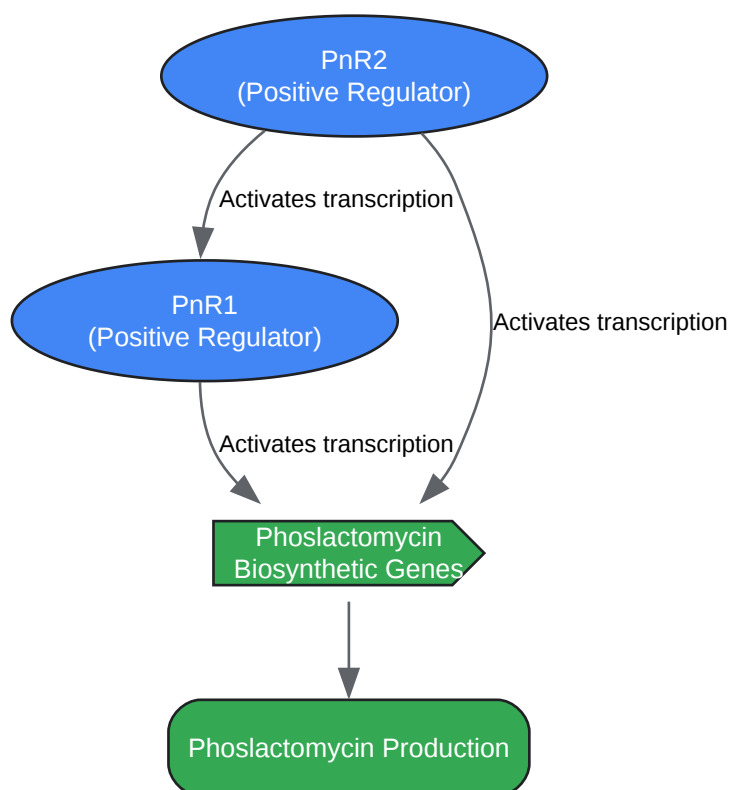 PnR2
(Positive Regulator)
Activates transcription
PnR1
(Positive Regulator)
Activates transcription
Activates transcription
Phoslactomycin
Biosynthetic Genes
Phoslactomycin Production